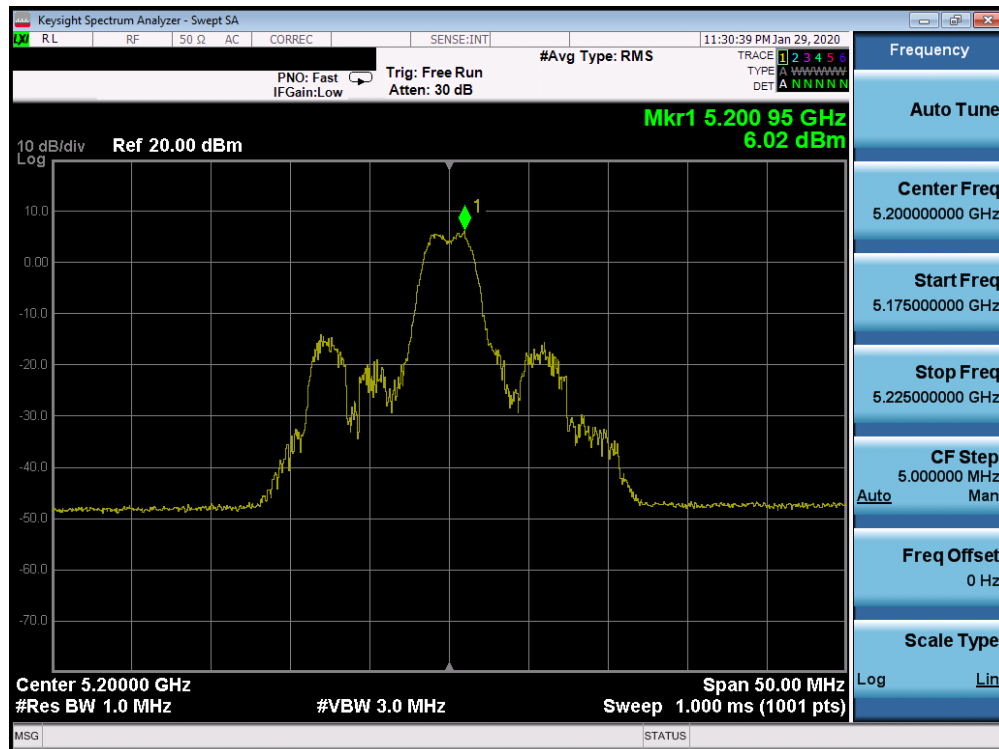 Keysight Spectrum Analyzer - Swept SA
LXI RL RF 50 Ω AC CORREC SENSE:INT 11:30:39 PM Jan 29, 2020
#Avg Type: RMS
TRACE 1 2 3 4 5 6
PNO: Fast Trig: Free Run
TYPE A WWWWW
IFGain:Low Atten: 30 dB
DET A N N N N N
Mkr1 5.200 95 GHz
6.02 dBm
10 dB/div Ref 20.00 dBm
Log
1
10.0
0.00
-10.0
-20.0
-30.0
-40.0
-50.0
-60.0
-70.0
Center 5.20000 GHz Span 50.00 MHz
#Res BW 1.0 MHz #VBW 3.0 MHz Sweep 1.000 ms (1001 pts)
MSG STATUS
Frequency
Auto Tune
Center Freq
5.200000000 GHz
Start Freq
5.175000000 GHz
Stop Freq
5.225000000 GHz
CF Step
5.000000 MHz
Auto Man
Freq Offset
0 Hz
Scale Type
Log Lin